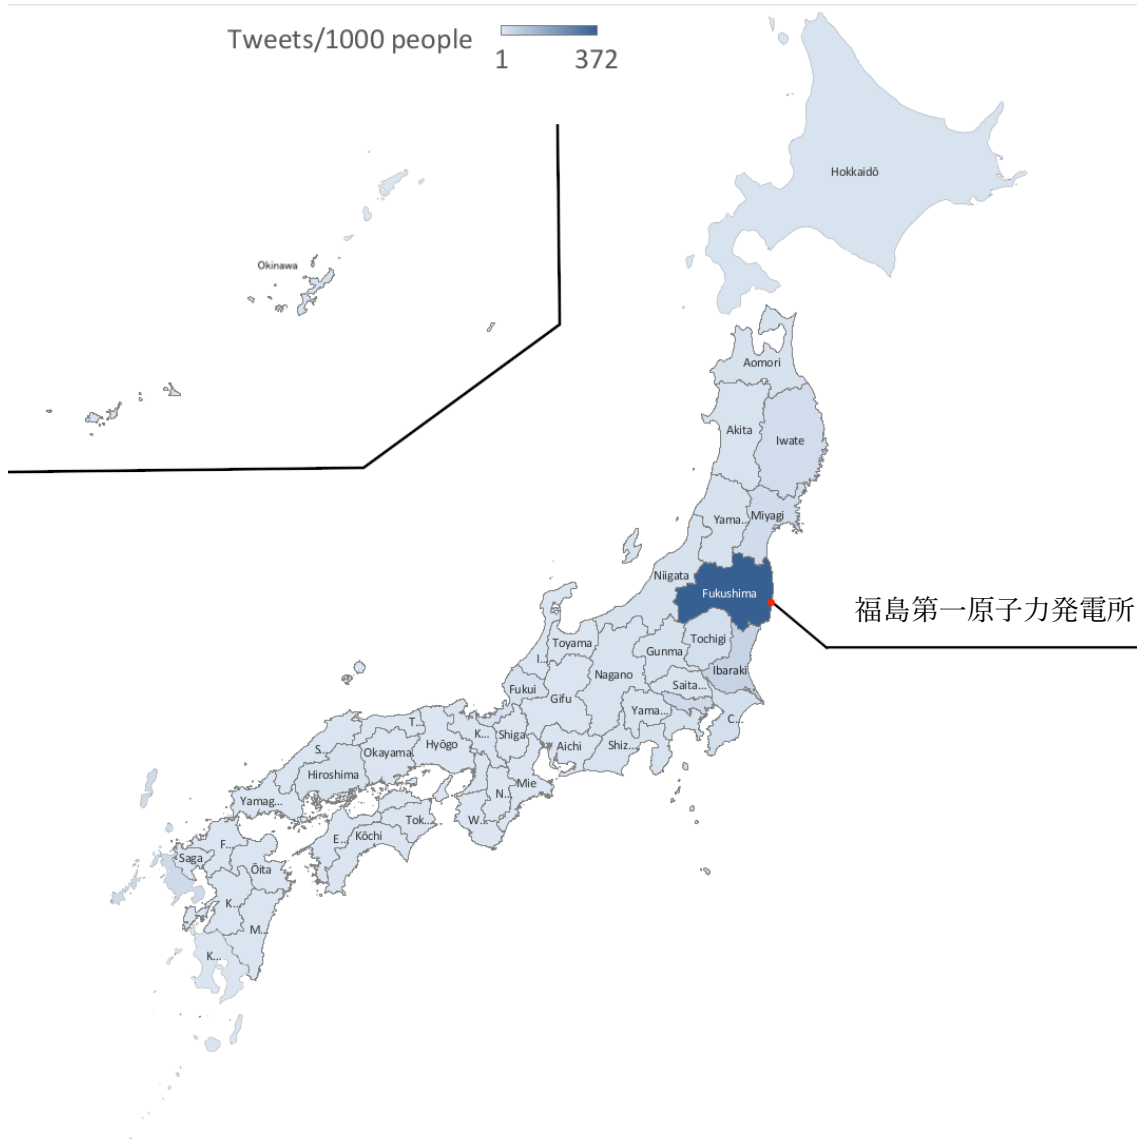 Tweets/1000 people
1 372
Hokkaidō
Okinawa
Aomori
Akita
Iwate
Yama...
Miyagi
Niigata
Fukushima
福島第一原子力発電所
Toyama
Tochigi
I...
Gunma
Nagano
Ibaraki
Saita...
Fukui
Gifu
Yama...
C...
T...
K...
Shiga
S...
Okayama
Hyōgo
Aichi
Shiz...
Hiroshima
Mie
N...
Yamag...
Tok...
W...
E...
Kōchi
F...
Saga
Ōita
K...
M...
K...